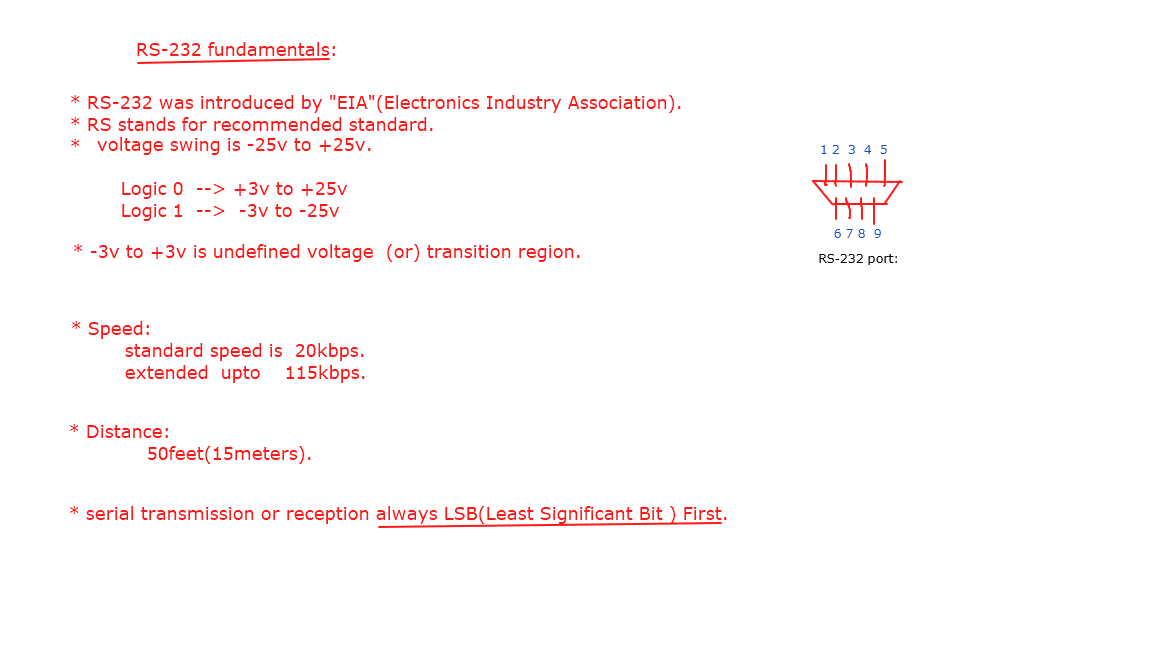 RS-232 fundamentals:
* RS-232 was introduced by "EIA"(Electronics Industry Association).
* RS stands for recommended standard.
* voltage swing is -25v to +25v.
Logic 0 --> +3v to +25v
Logic 1 --> -3v to -25v
* -3v to +3v is undefined voltage (or) transition region.
1 2 3 4 5
6 7 8 9
RS-232 port:
* Speed:
standard speed is 20kbps.
extended upto 115kbps.
* Distance:
50feet(15meters).
* serial transmission or reception always LSB(Least Significant Bit ) First.